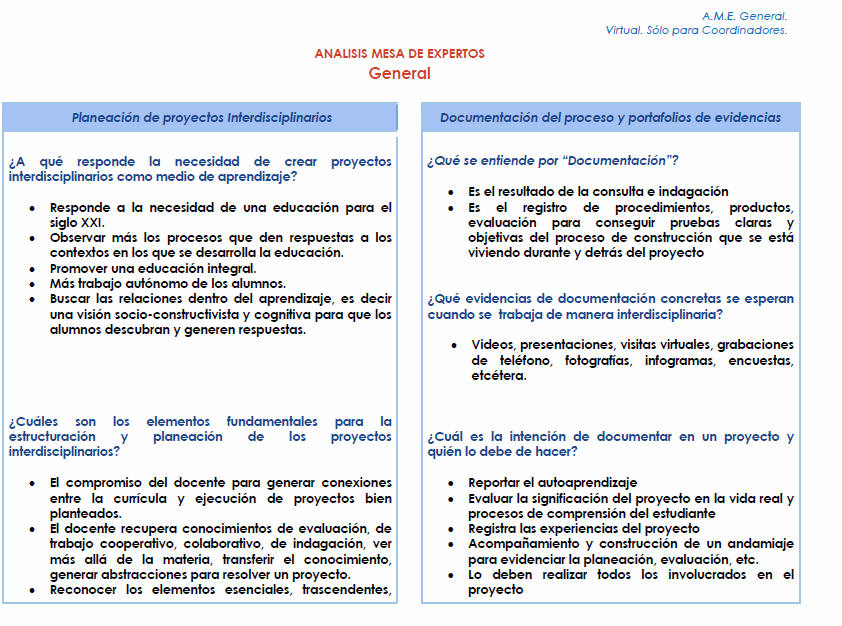 A.M.E. General.
Virtual. Sólo para Coordinadores.
ANALISIS MESA DE EXPERTOS
General
Planeación de proyectos Interdisciplinarios
¿A qué responde la necesidad de crear proyectos
interdisciplinarios como medio de aprendizaje?
• Responde a la necesidad de una educación para el
siglo XXI.
• Observar más los procesos que den respuestas a los
contextos en los que se desarrolla la educación.
• Promover una educación integral.
• Más trabajo autónomo de los alumnos.
• Buscar las relaciones dentro del aprendizaje, es decir
una visión socio-constructivista y cognitiva para que los
alumnos descubran y generen respuestas.
¿Cuáles son los elementos fundamentales para la
estructuración y planeación de los proyectos
interdisciplinarios?
• El compromiso del docente para generar conexiones
entre la currícula y ejecución de proyectos bien
planteados.
• El docente recupera conocimientos de evaluación, de
trabajo cooperativo, colaborativo, de indagación, ver
más allá de la materia, transferir el conocimiento,
generar abstracciones para resolver un proyecto.
• Reconocer los elementos esenciales, trascendentes,
Documentación del proceso y portafolios de evidencias
¿Qué se entiende por “Documentación”?
• Es el resultado de la consulta e indagación
• Es el registro de procedimientos, productos,
evaluación para conseguir pruebas claras y
objetivas del proceso de construcción que se está
viviendo durante y detrás del proyecto
¿Qué evidencias de documentación concretas se esperan
cuando se trabaja de manera interdisciplinaria?
• Videos, presentaciones, visitas virtuales, grabaciones
de teléfono, fotografías, infogramas, encuestas,
etcétera.
¿Cuál es la intención de documentar en un proyecto y
quién lo debe de hacer?
• Reportar el autoaprendizaje
• Evaluar la significación del proyecto en la vida real y
procesos de comprensión del estudiante
• Registra las experiencias del proyecto
• Acompañamiento y construcción de un andamiaje
para evidenciar la planeación, evaluación, etc.
• Lo deben realizar todos los involucrados en el
proyecto